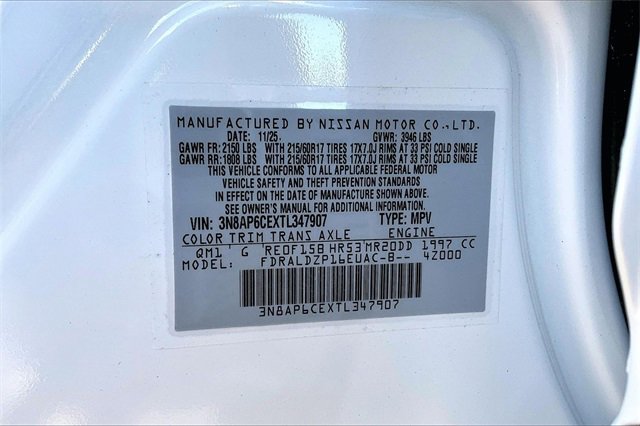 MANUFACTURED BY NISSAN MOTOR CO., LTD.
DATE: 11/25. GVWR: 3946 LBS
GAWR FR: 2150 LBS WITH 215/60R17 TIRES 17X7.0J RIMS AT 33 PSI COLD SINGLE
GAWR RR: 1808 LBS WITH 215/60R17 TIRES 17X7.0J RIMS AT 33 PSI COLD SINGLE
THIS VEHICLE CONFORMS TO ALL APPLICABLE FEDERAL MOTOR
VEHICLE SAFETY AND THEFT PREVENTION STANDARDS
IN EFFECT ON THE DATE OF MANUFACTURE SHOWN ABOVE.
SEE OWNER'S MANUAL FOR ADDITIONAL INFORMATION.
VIN: 3N8AP6CEXTL347907 TYPE: MPV
COLOR TRIM TRANS AXLE ENGINE
QM1 G RE0F15B HR53 MR20DD 1997 CC
MODEL: FDRALDZP16EUAC-B-- 4Z000
3N8AP6CEXTL347907